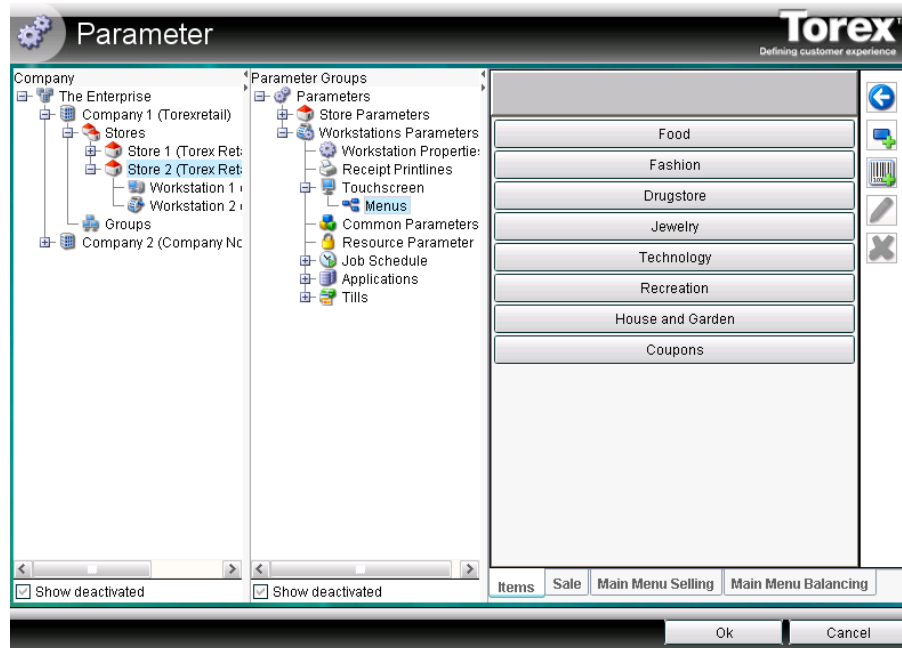 Parameter
Torex
Defining customer experience
Company
The Enterprise
Company 1 (Torexretail)
Stores
Store 1 (Torex Ret
Store 2 (Torex Ret
Workstation 1
Workstation 2
Groups
Company 2 (Company Nc
Show deactivated
Parameter Groups
Parameters
Store Parameters
Workstations Parameters
Workstation Propertie
Receipt Printlines
Touchscreen
Menus
Common Parameters
Resource Parameter
Job Schedule
Applications
Tills
Show deactivated
Food
Fashion
Drugstore
Jewelry
Technology
Recreation
House and Garden
Coupons
Items Sale Main Menu Selling Main Menu Balancing
Ok Cancel